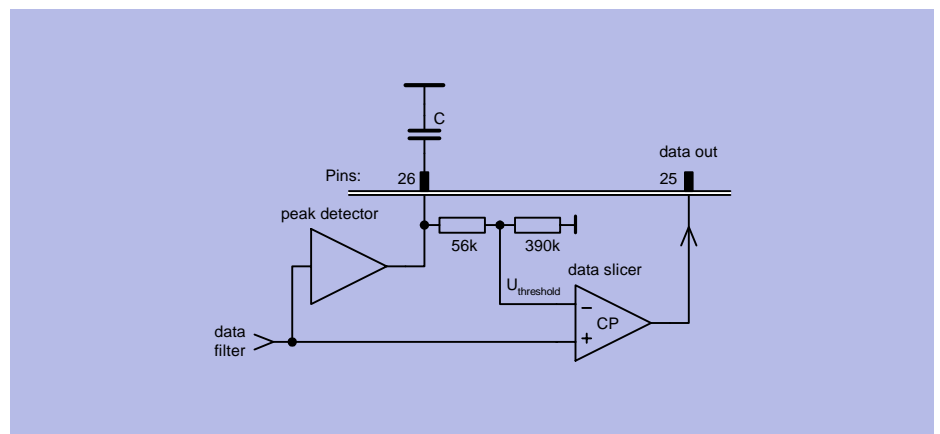 C
data out
Pins:
26
25
peak detector
56k
390k
data slicer
Uthreshold
−
CP
+
data
filter